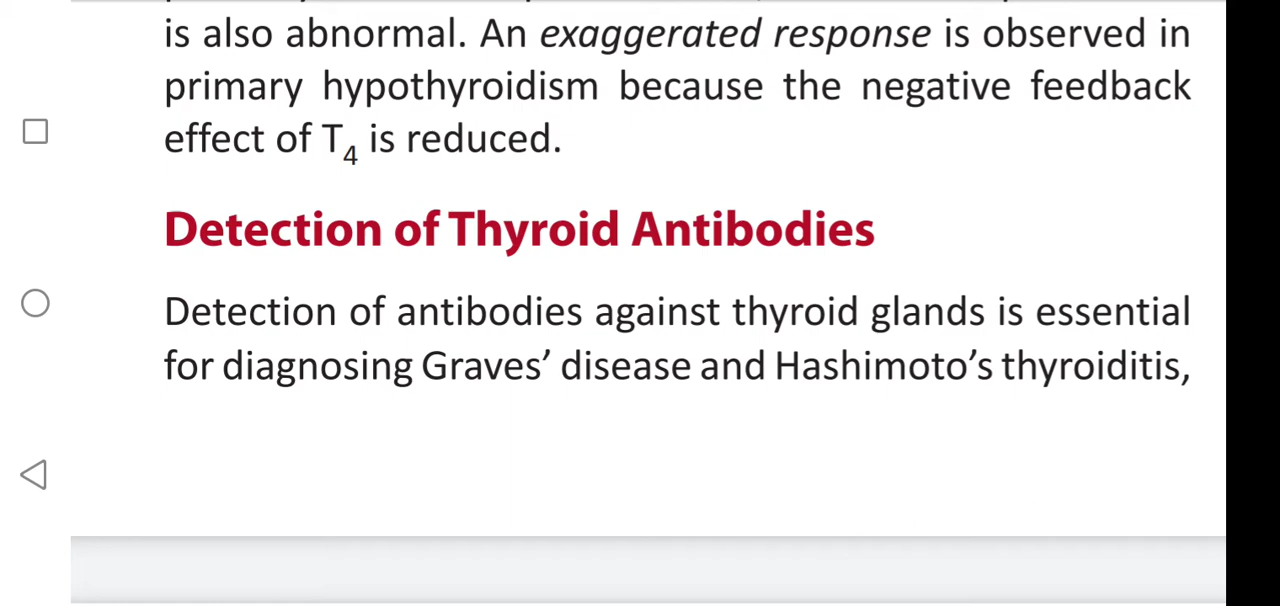 is also abnormal. An exaggerated response is observed in
primary hypothyroidism because the negative feedback
effect of T₄ is reduced.
Detection of Thyroid Antibodies
Detection of antibodies against thyroid glands is essential
for diagnosing Graves’ disease and Hashimoto’s thyroiditis,